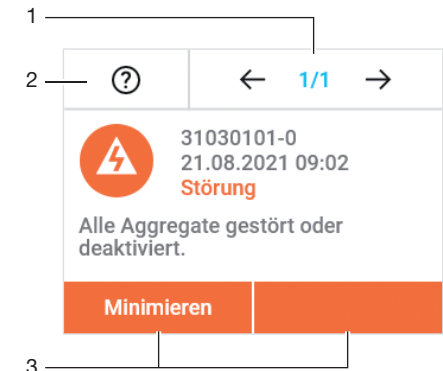 1
2
1/1
31030101-0
21.08.2021 09:02
Störung
Alle Aggregate gestört oder
deaktiviert.
Minimieren
3